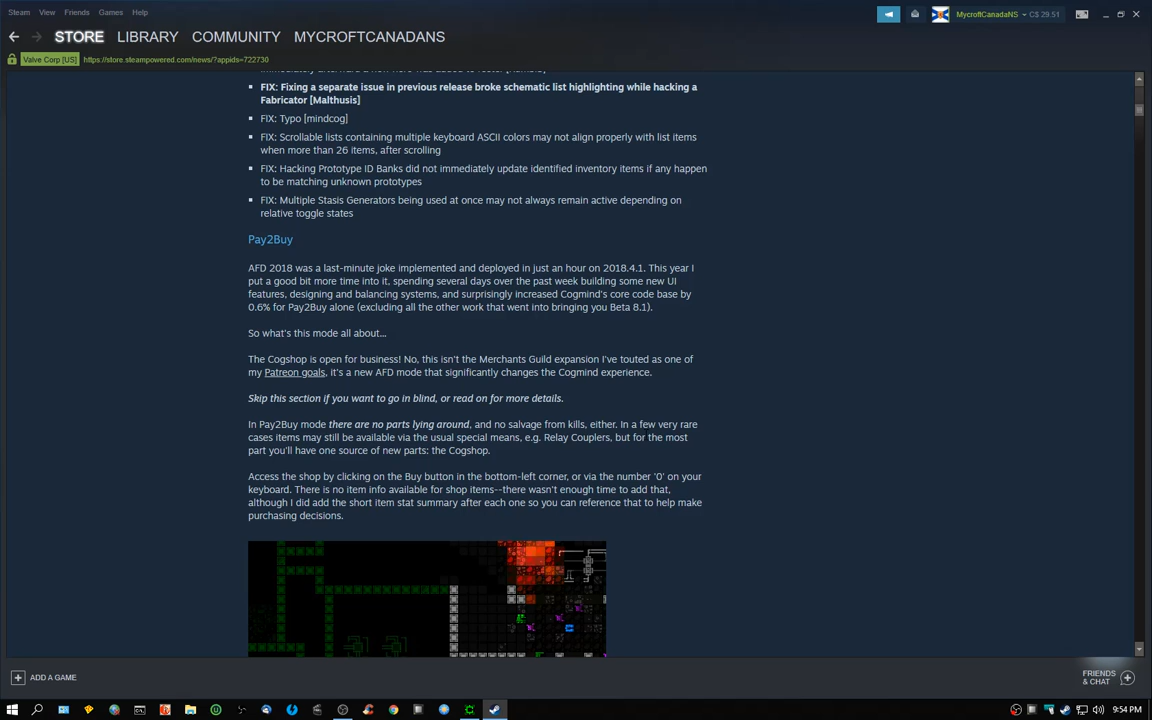 Steam View Friends Games Help
MycroftCanadaNS C$ 29.51
STORE LIBRARY COMMUNITY MYCROFTCANADANS
Valve Corp [US] https://store.steampowered.com/news/?appids=722730
FIX: Fixing a separate issue in previous release broke schematic list highlighting while hacking a
Fabricator [Malthusis]
FIX: Typo [mindcog]
FIX: Scrollable lists containing multiple keyboard ASCII colors may not align properly with list items
when more than 26 items, after scrolling
FIX: Hacking Prototype ID Banks did not immediately update identified inventory items if any happen
to be matching unknown prototypes
FIX: Multiple Stasis Generators being used at once may not always remain active depending on
relative toggle states
Pay2Buy
AFD 2018 was a last-minute joke implemented and deployed in just an hour on 2018.4.1. This year I
put a good bit more time into it, spending several days over the past week building some new UI
features, designing and balancing systems, and surprisingly increased Cogmind's core code base by
0.6% for Pay2Buy alone (excluding all the other work that went into bringing you Beta 8.1).
So what's this mode all about...
The Cogshop is open for business! No, this isn't the Merchants Guild expansion I've touted as one of
my Patreon goals, it's a new AFD mode that significantly changes the Cogmind experience.
Skip this section if you want to go in blind, or read on for more details.
In Pay2Buy mode there are no parts lying around, and no salvage from kills, either. In a few very rare
cases items may still be available via the usual special means, e.g. Relay Couplers, but for the most
part you'll have one source of new parts: the Cogshop.
Access the shop by clicking on the Buy button in the bottom-left corner, or via the number '0' on your
keyboard. There is no item info available for shop items--there wasn't enough time to add that,
although I did add the short item stat summary after each one so you can reference that to help make
purchasing decisions.
ADD A GAME
FRIENDS
& CHAT
9:54 PM